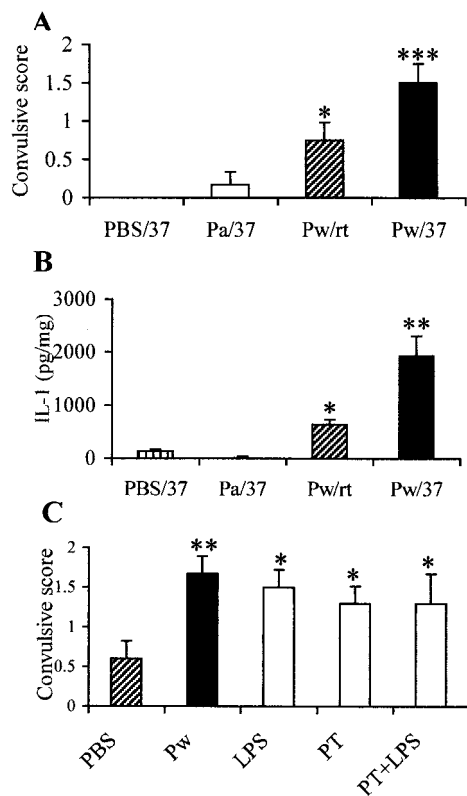 A
Convulsive score
2
1.5
1
0.5
0
*
***
PBS/37 Pa/37 Pw/rt Pw/37
B
IL-1 (pg/mg)
3000
2000
1000
0
*
**
PBS/37 Pa/37 Pw/rt Pw/37
C
Convulsive score
2
1.5
1
0.5
0
**
*
*
*
PBS Pw LPS PT PT+LPS